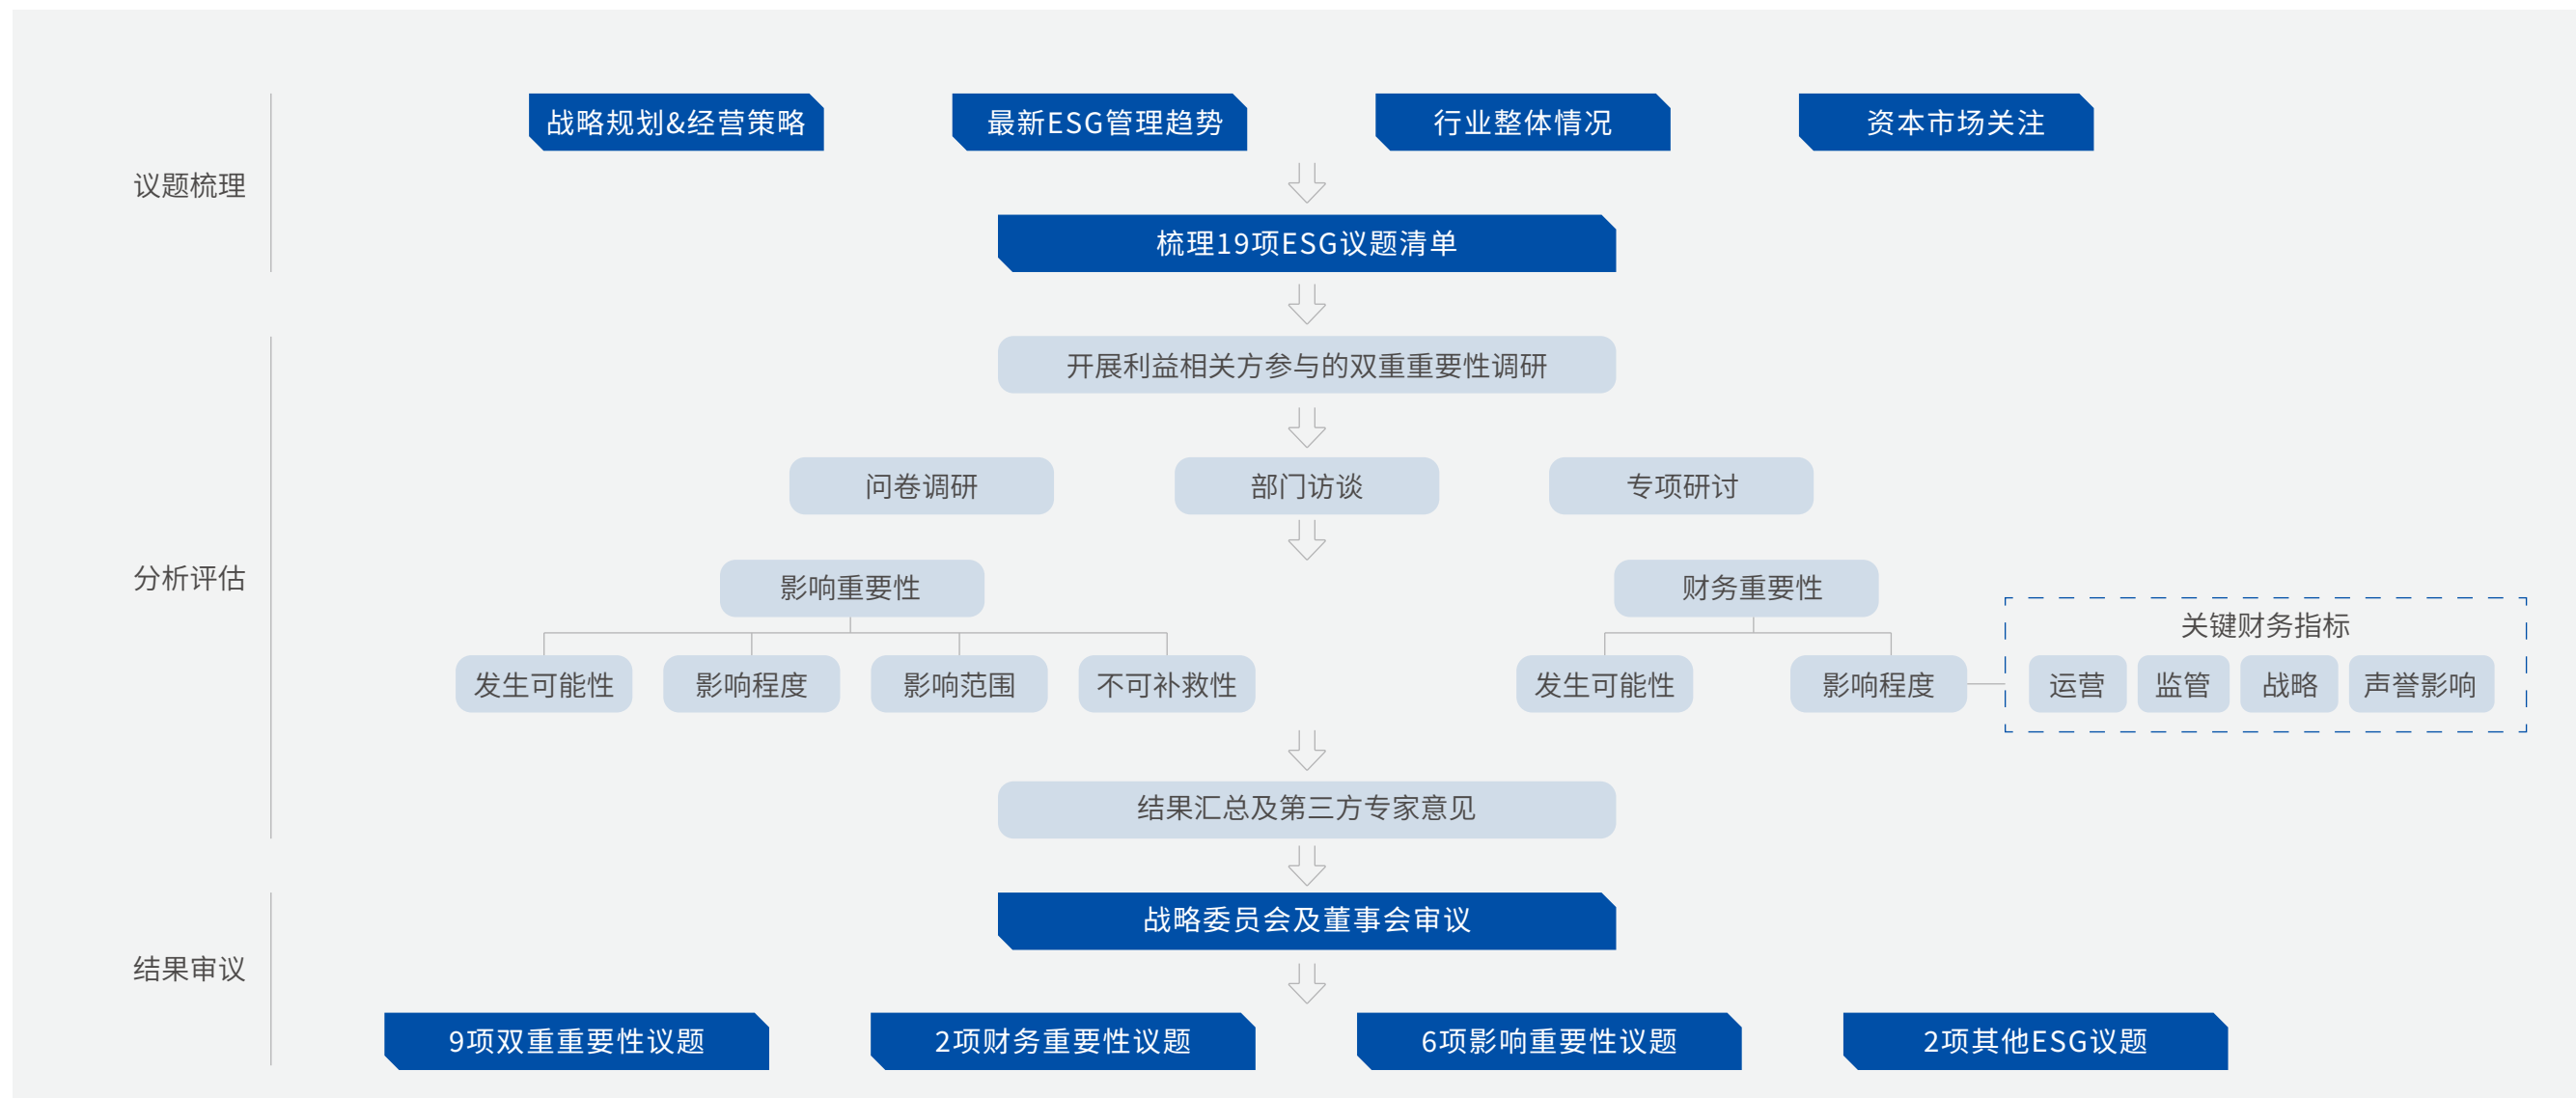 议题梳理
战略规划&经营策略
最新ESG管理趋势
行业整体情况
资本市场关注
梳理19项ESG议题清单
分析评估
开展利益相关方参与的双重重要性调研
问卷调研
部门访谈
专项研讨
影响重要性
财务重要性
发生可能性
影响程度
影响范围
不可补救性
发生可能性
影响程度
关键财务指标
运营
监管
战略
声誉影响
结果汇总及第三方专家意见
结果审议
战略委员会及董事会审议
9项双重重要性议题
2项财务重要性议题
6项影响重要性议题
2项其他ESG议题